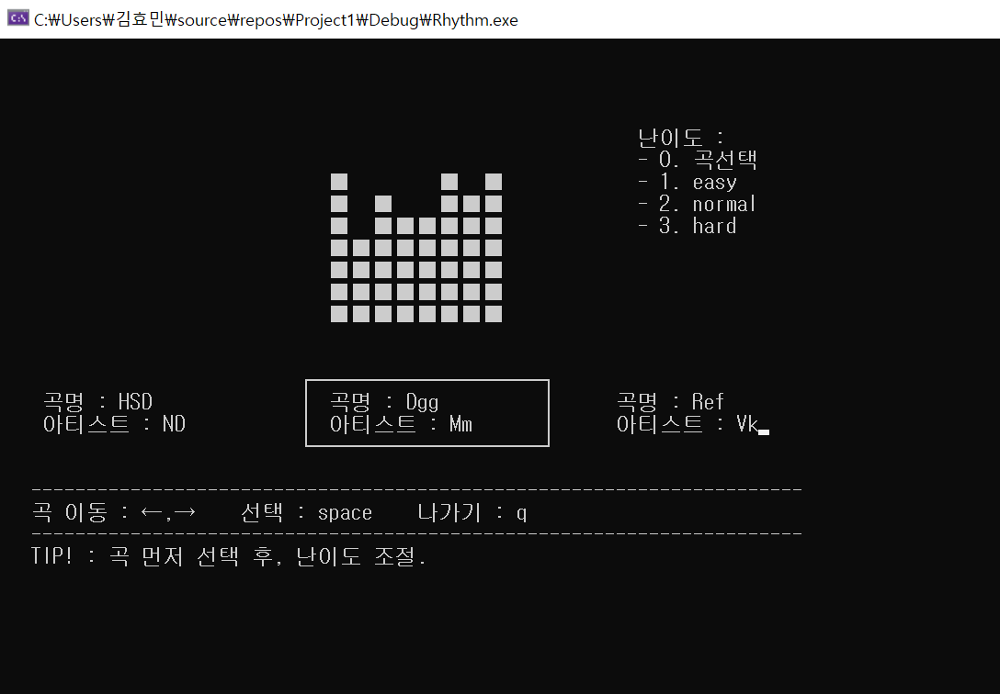 C:\Users\김효민\source\repos\Project1\Debug\Rhythm.exe
난이도 :
- 0. 곡선택
- 1. easy
- 2. normal
- 3. hard
곡명 : HSD
아티스트 : ND
곡명 : Dgg
아티스트 : Mm
곡명 : Ref
아티스트 : Vk
----------------------------------------------------------------------
곡 이동 : ←,→    선택 : space    나가기 : q
----------------------------------------------------------------------
TIP! : 곡 먼저 선택 후, 난이도 조절.